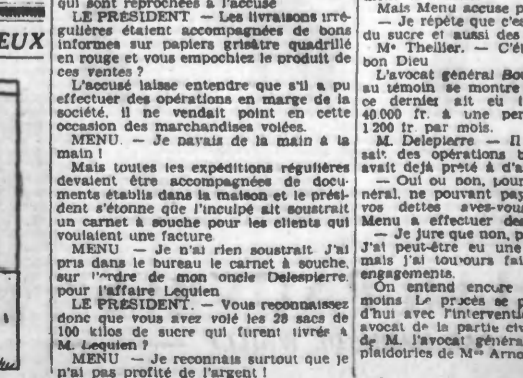 EUX
qui sont reprochées à l'accusé
LE PRÉSIDENT — Les livraisons irré-
gulières étaient accompagnées de bons
informes sur papiers grisâtre quadrillé
en rouge et vous empochiez le produit de
ces ventes ?
L'accusé laisse entendre que s'il a pu
effectuer des opérations en marge de la
société, il ne vendait point en cette
occasion des marchandises volées.
MENU. — Je payais de la main à la
main !
Mais toutes les expéditions régulières
devaient être accompagnées de docu-
ments établis dans la maison et le prési-
dent s'étonne que l'inculpé ait soustrait
un carnet à souche pour les clients qui
voulaient une facture
MENU — Je n'ai rien soustrait J'ai
pris dans le bureau le carnet à souche,
sur l'ordre de mon oncle Delespierre.
pour l'affaire Lequien
LE PRÉSIDENT. — Vous reconnaissez
donc que vous avez volé les 28 sacs de
100 kilos de sucre qui furent livrés à
M. Lequien ?
MENU — Je reconnais surtout que je
n'ai pas profité de l'argent !
Mais Menu accuse p
— Je répète que c'es
du sucre et aussi des
Me Thellier. — C'é
bon Dieu
L'avocat général Bo
au témoin se montre
ce dernier ait eu l
40.000 fr. à une per
1 200 fr par mois.
M. Delepierre — Il
sait des opérations b
avait déjà prêté à d'a
— Oui ou non, pour
néral, ne pouvant pay
vos dettes avez-vou
Menu a effectuer des
— Je jure que non, p
J'ai peut-être eu une
mais j'ai toujours fai
engagements.
On entend encore
moins Le procès se p
d'hui avec l'interventi
avocat de la partie civ
de M. l'avocat généra
plaidoiries de Mes Arno